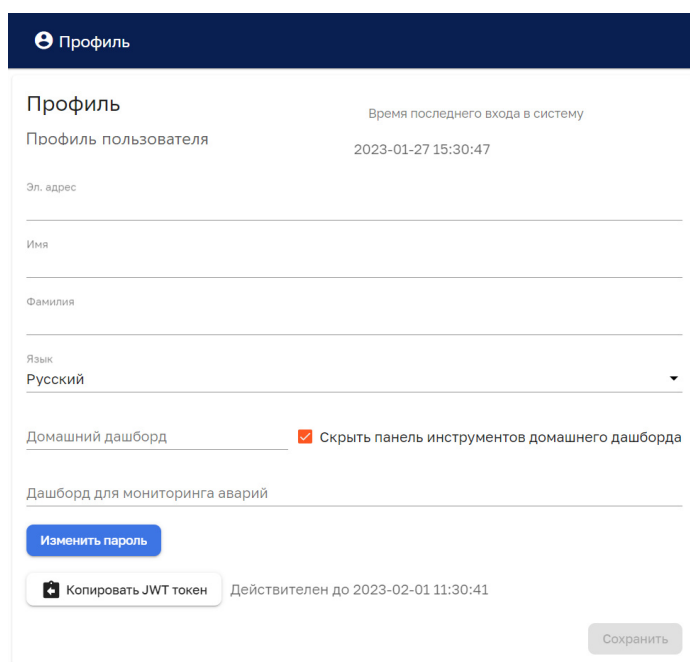 Профиль
Профиль
Время последнего входа в систему
Профиль пользователя
2023-01-27 15:30:47
Эл. адрес
Имя
Фамилия
Язык
Русский
Домашний дашборд
Скрыть панель инструментов домашнего дашборда
Дашборд для мониторинга аварий
Изменить пароль
Копировать JWT токен
Действителен до 2023-02-01 11:30:41
Сохранить